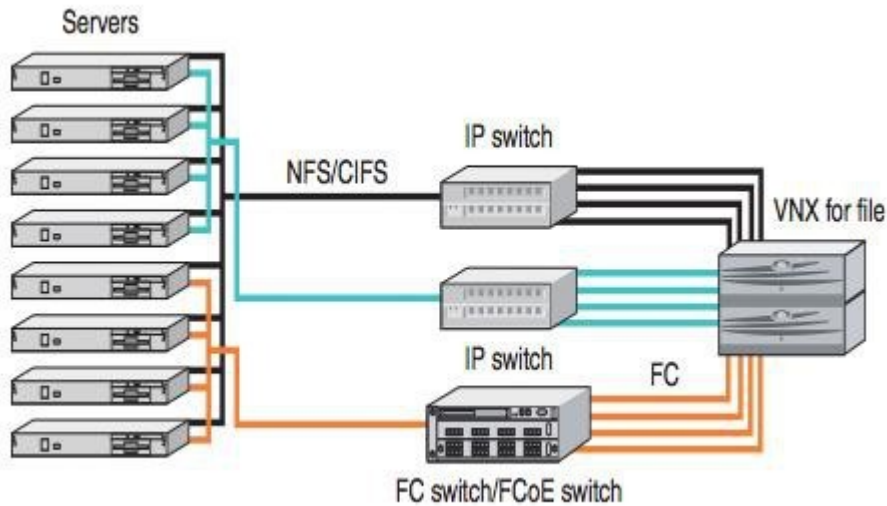 Servers
IP switch
NFS/CIFS
VNX for file
IP switch
FC
FC switch/FCoE switch